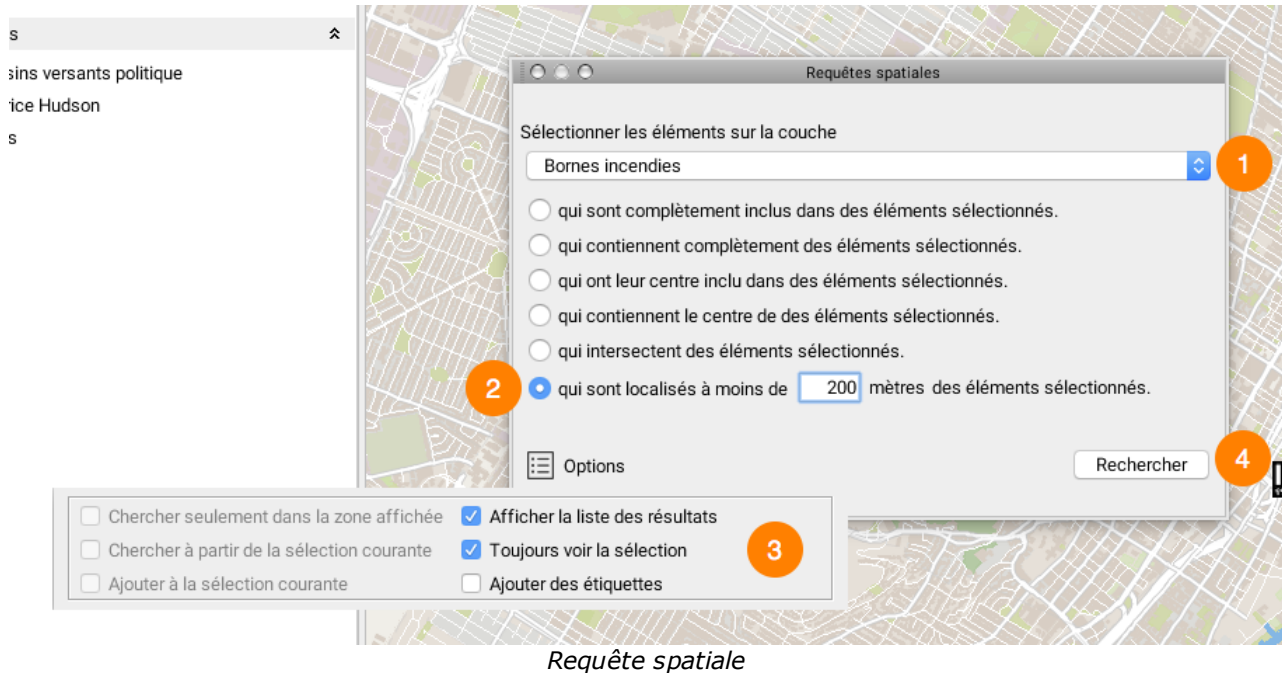 s
sins versants politique
rice Hudson
s
Requêtes spatiales
Sélectionner les éléments sur la couche
Bornes incendies
1
qui sont complètement inclus dans des éléments sélectionnés.
qui contiennent complètement des éléments sélectionnés.
qui ont leur centre inclu dans des éléments sélectionnés.
qui contiennent le centre de des éléments sélectionnés.
qui intersectent des éléments sélectionnés.
2 qui sont localisés à moins de 200 mètres des éléments sélectionnés.
Options
Rechercher
4
Chercher seulement dans la zone affichée Afficher la liste des résultats
Chercher à partir de la sélection courante Toujours voir la sélection
3
Ajouter à la sélection courante Ajouter des étiquettes
Requête spatiale